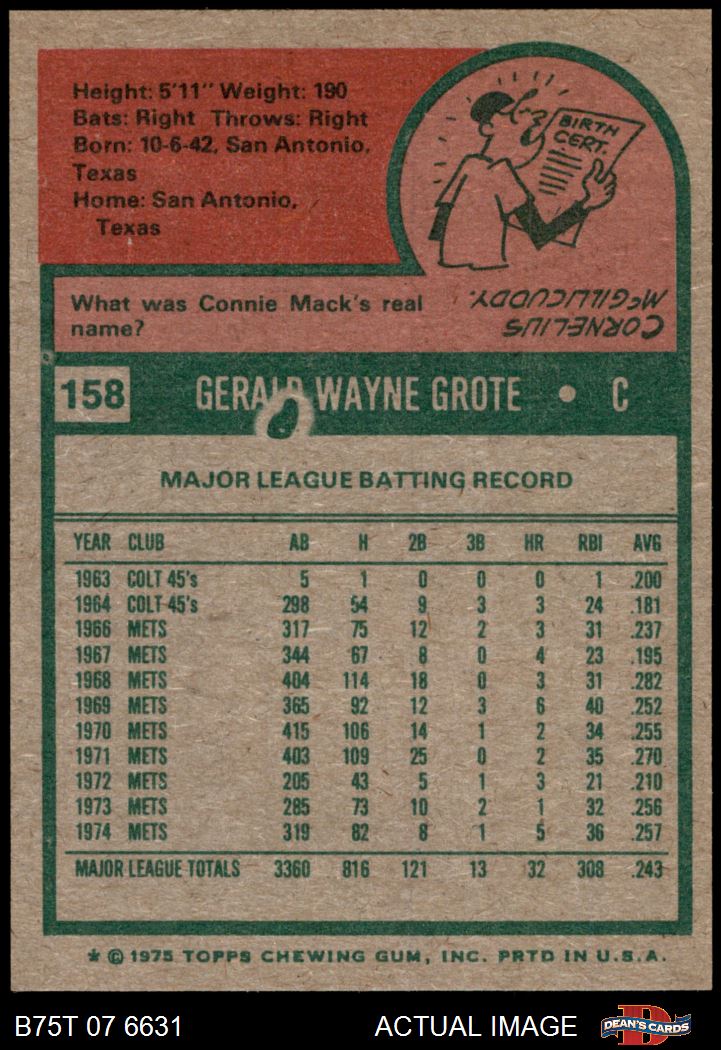 Height: 5'11" Weight: 190
Bats: Right Throws: Right
Born: 10-6-42, San Antonio,
Texas
Home: San Antonio,
Texas
BIRTH
CERT.
What was Connie Mack's real
name?
CORNELIUS
McGILLICUDDY.
158 GERALD WAYNE GROTE • C
MAJOR LEAGUE BATTING RECORD
YEAR CLUB AB H 2B 3B HR RBI AVG
1963 COLT 45's 5 1 0 0 0 1 .200
1964 COLT 45's 298 54 9 3 3 24 .181
1966 METS 317 75 12 2 3 31 .237
1967 METS 344 67 8 0 4 23 .195
1968 METS 404 114 18 0 3 31 .282
1969 METS 365 92 12 3 6 40 .252
1970 METS 415 106 14 1 2 34 .255
1971 METS 403 109 25 0 2 35 .270
1972 METS 205 43 5 1 3 21 .210
1973 METS 285 73 10 2 1 32 .256
1974 METS 319 82 8 1 5 36 .257
MAJOR LEAGUE TOTALS 3360 816 121 13 32 308 .243
* © 1975 TOPPS CHEWING GUM, INC. PRTD IN U.S.A.
B75T 07 6631 ACTUAL IMAGE D DEAN'S CARDS